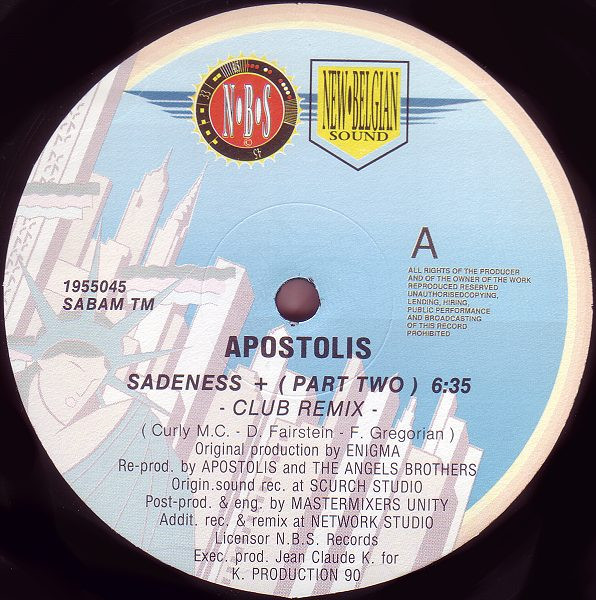 33
45
N•B•S
©
NEW•BELGIAN
SOUND
A
1955045
SABAM TM
ALL RIGHTS OF THE PRODUCER
AND OF THE OWNER OF THE WORK
REPRODUCED RESERVED
UNAUTHORISEDCOPYING,
LENDING, HIRING,
PUBLIC PERFORMANCE
AND BROADCASTING
OF THIS RECORD
PROHIBITED
APOSTOLIS
SADENESS + ( PART TWO ) 6:35
- CLUB REMIX -
( Curly M.C. - D. Fairstein - F. Gregorian )
Original production by ENIGMA
Re-prod. by APOSTOLIS and THE ANGELS BROTHERS
Origin.sound rec. at SCURCH STUDIO
Post-prod. & eng. by MASTERMIXERS UNITY
Addit. rec. & remix at NETWORK STUDIO
Licensor N.B.S. Records
Exec. prod. Jean Claude K. for
K. PRODUCTION 90